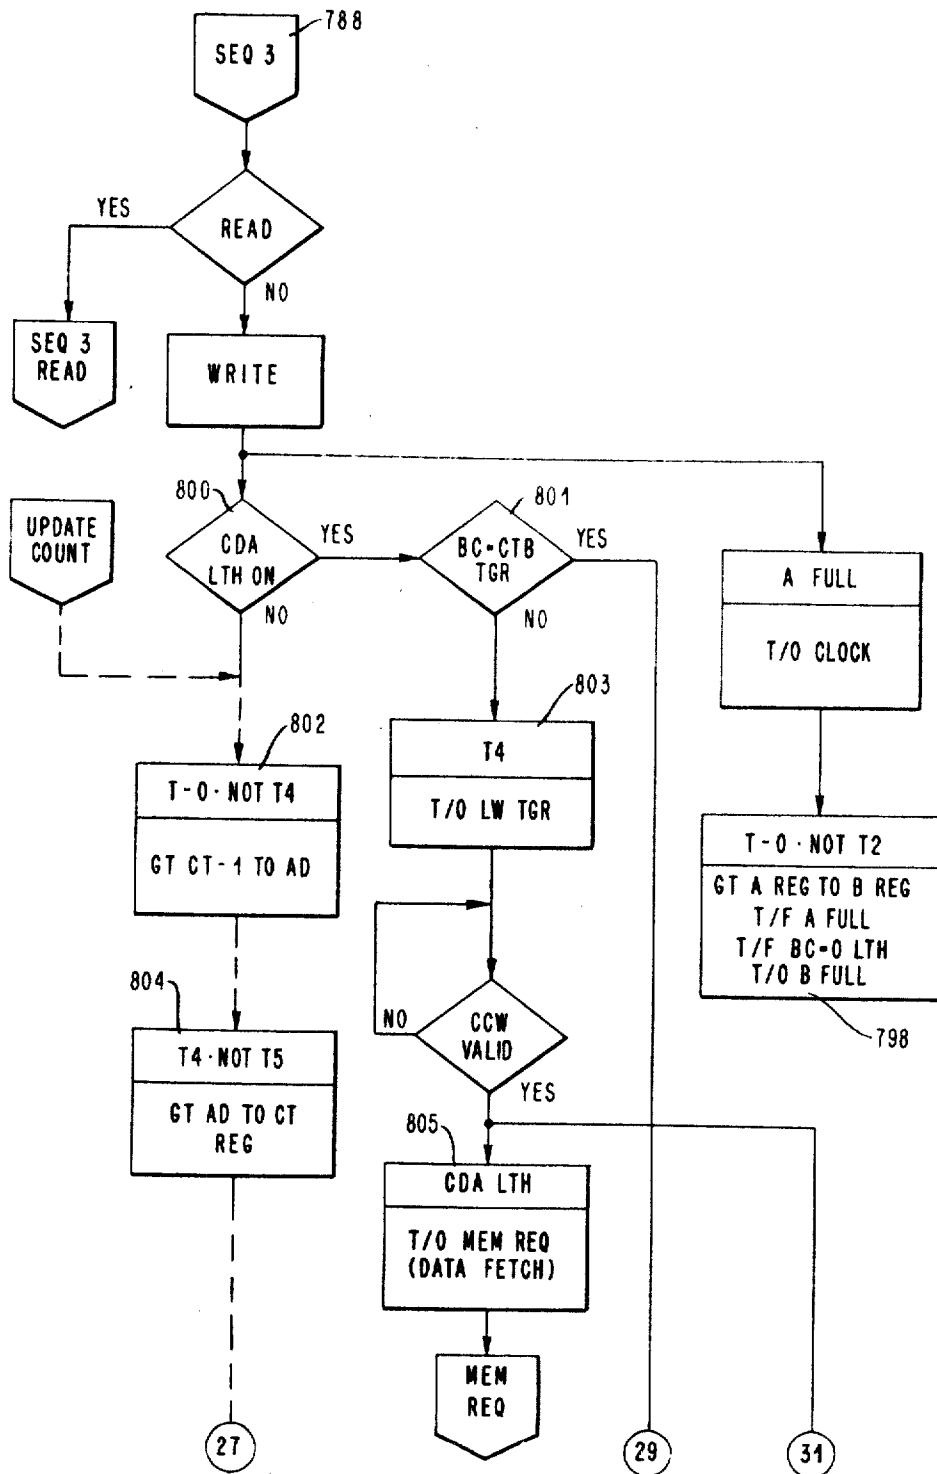 788
SEQ 3
READ
YES
NO
SEQ 3
READ
WRITE
800
CDA
LTH ON
YES
NO
801
BC=CTB
TGR
YES
NO
UPDATE
COUNT
A FULL
T/O CLOCK
802
T-0·NOT T4
GT CT-1 TO AD
803
T4
T/O LW TGR
T-0·NOT T2
GT A REG TO B REG
T/F A FULL
T/F BC=0 LTH
T/O B FULL
798
804
T4·NOT T5
GT AD TO CT
REG
CCW
VALID
NO
YES
805
CDA LTH
T/O MEM REQ
(DATA FETCH)
MEM
REQ
27
29
31